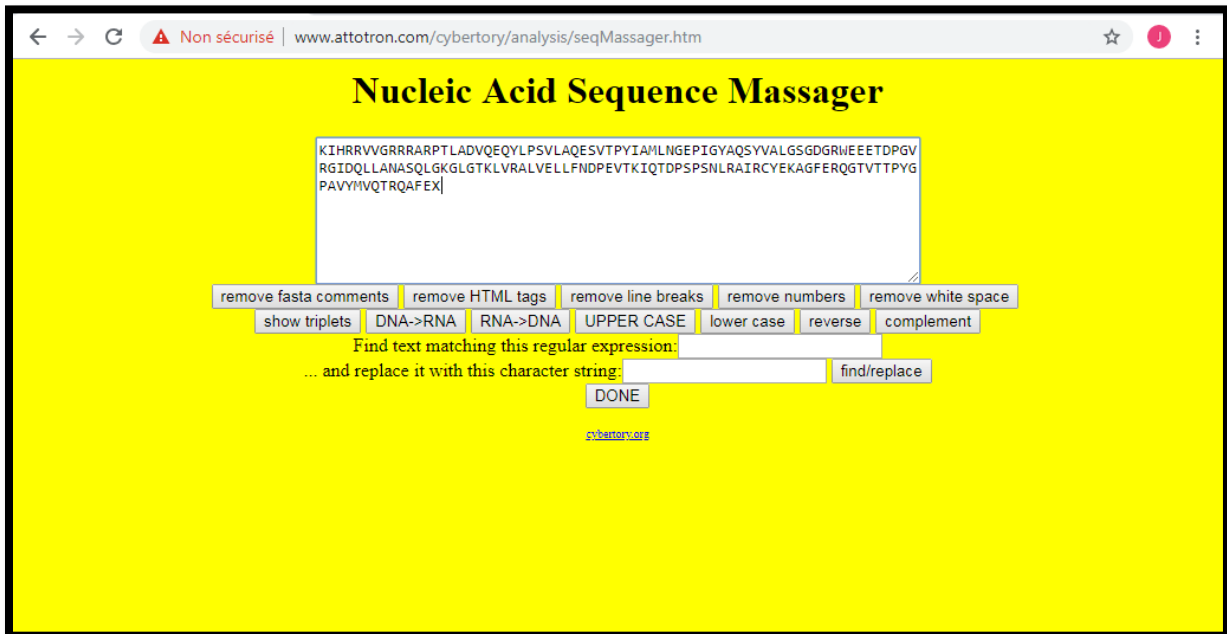 Non sécurisé | www.attotron.com/cybertory/analysis/seqMassager.htm J
Nucleic Acid Sequence Massager
KIHRRVVGRRRARPTLADVQEQYLPSVLAQESVTPYIAMLNGEPIGYAQSYVALGSGDGRWEEETDPGV
RGIDQLLANASQLGKGLGTKLVRALVELLFNDPEVTKIQTDPSPSNLRAIRCYEKAGFERQGTVTTPYG
PAVYMVQTRQAFEX
remove fasta comments remove HTML tags remove line breaks remove numbers remove white space
show triplets DNA->RNA RNA->DNA UPPER CASE lower case reverse complement
Find text matching this regular expression:
... and replace it with this character string: find/replace
DONE
cybertory.org